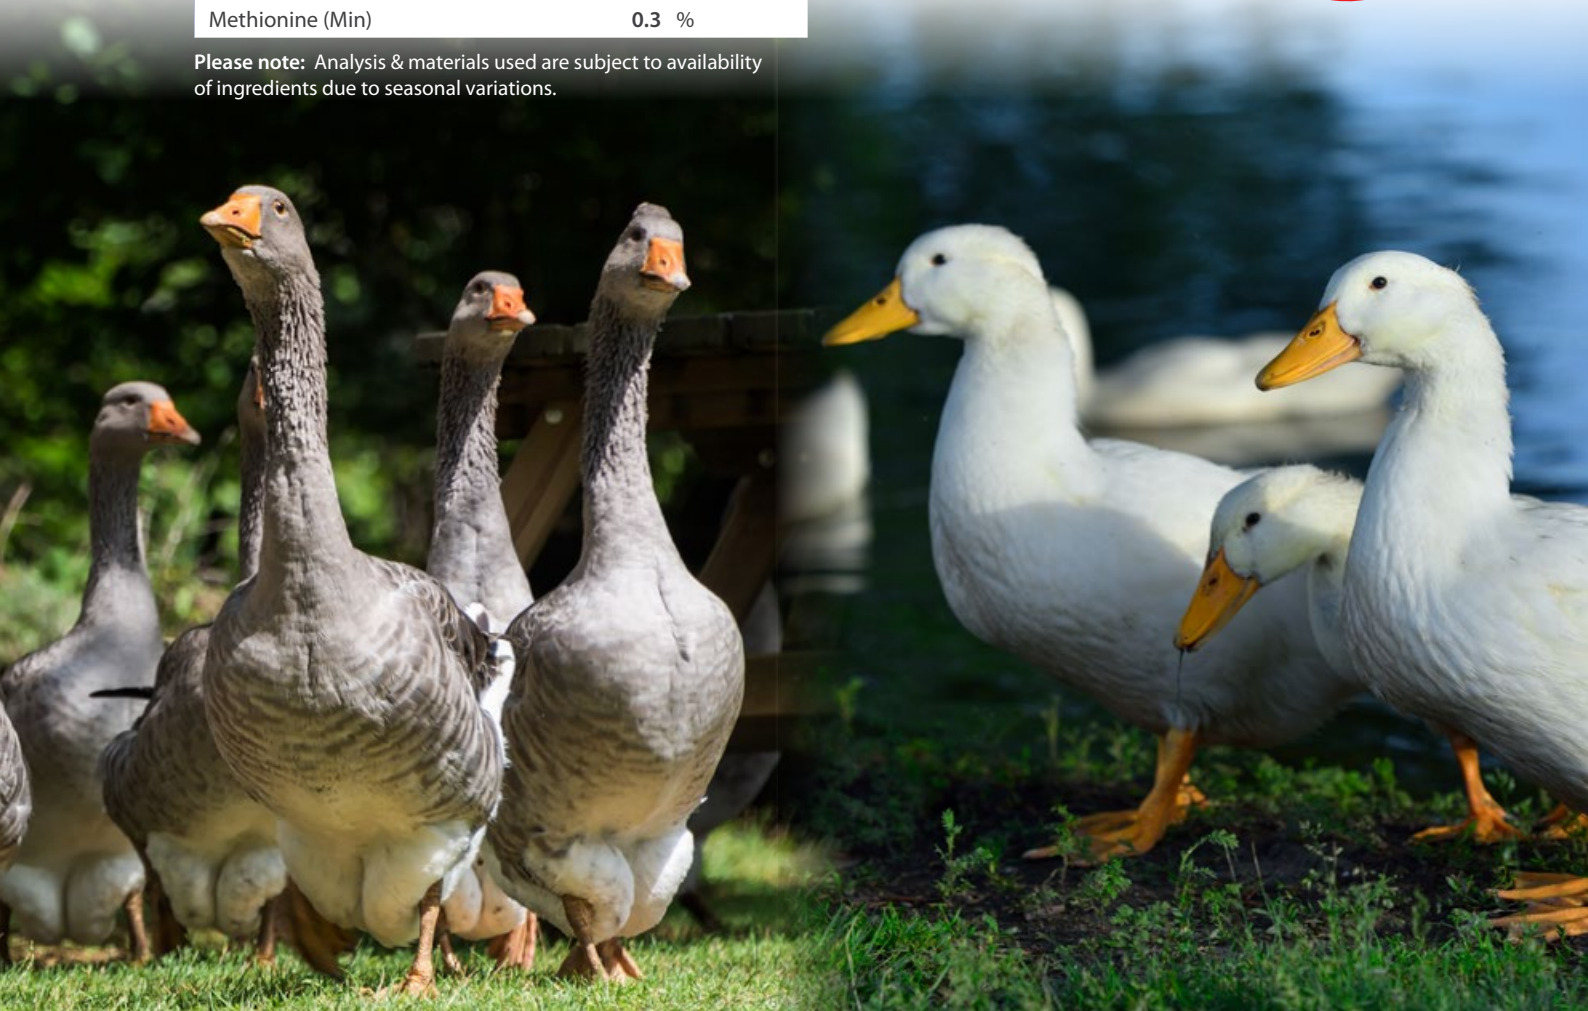 Methionine (Min) 0.3 %
Please note: Analysis & materials used are subject to availability
of ingredients due to seasonal variations.